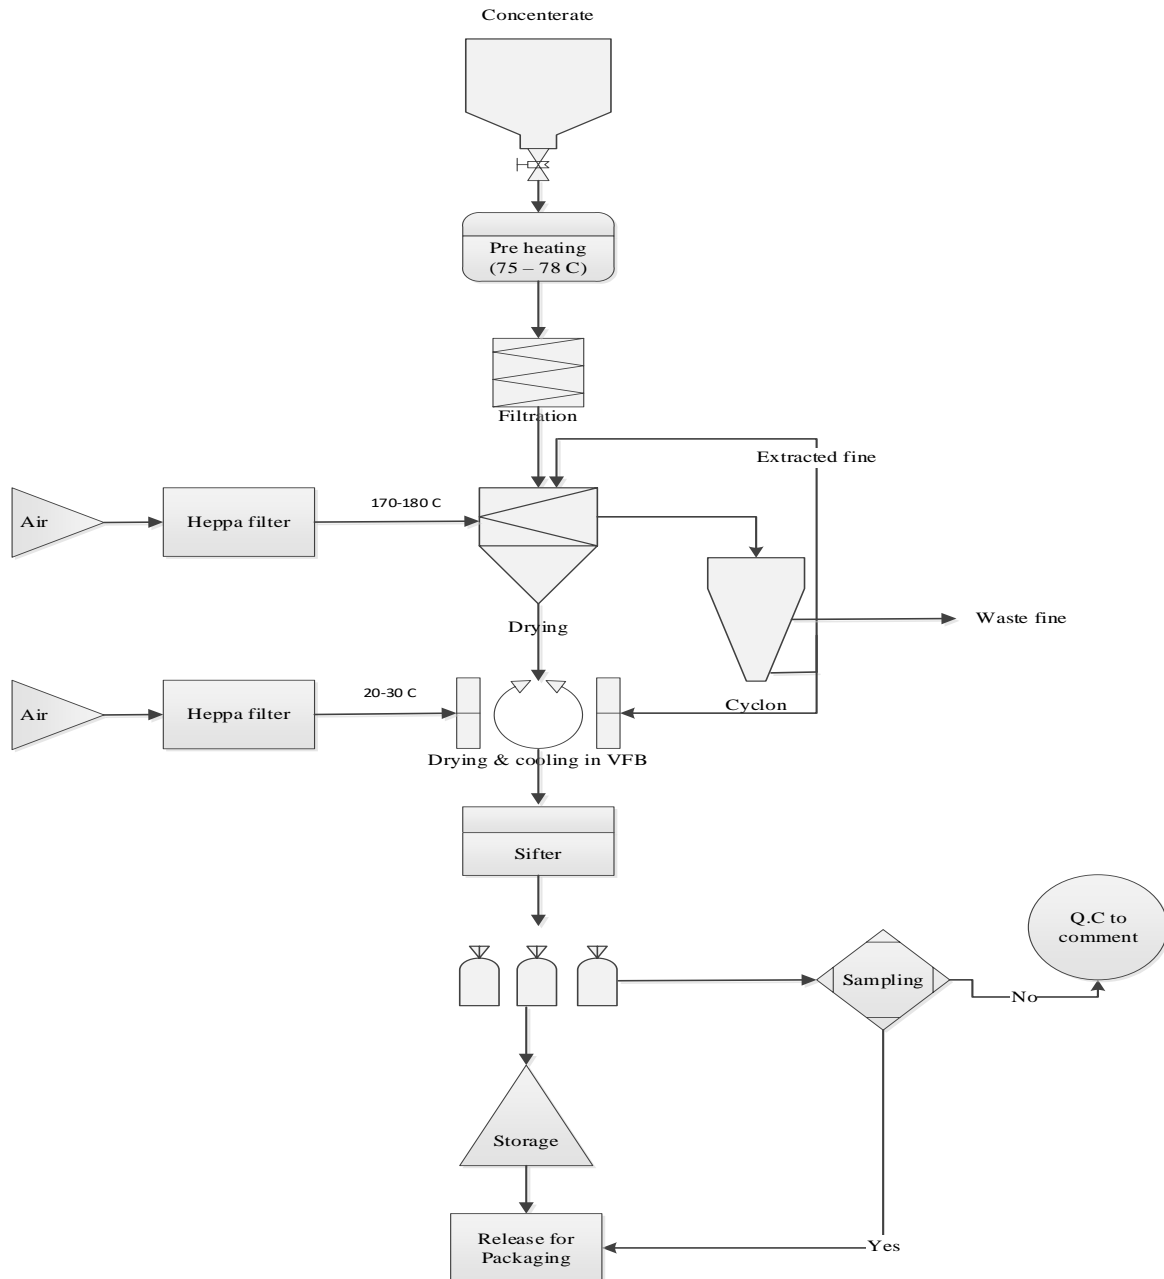 Concenterate
Pre heating
(75 – 78 C)
Filtration
Extracted fine
Air
Heppa filter
170-180 C
Drying
Waste fine
Air
Heppa filter
20-30 C
Cyclon
Drying & cooling in VFB
Sifter
Q.C to
comment
Sampling
No
Storage
Release for
Packaging
Yes